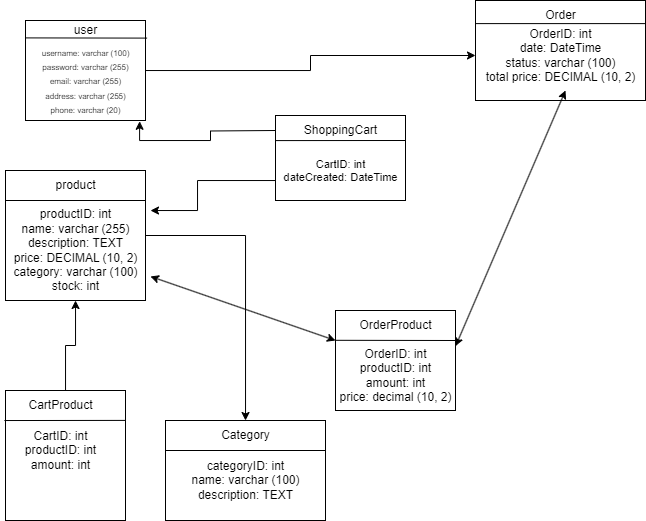 user
username: varchar (100)
password: varchar (255)
email: varchar (255)
address: varchar (255)
phone: varchar (20)
Order
OrderID: int
date: DateTime
status: varchar (100)
total price: DECIMAL (10, 2)
ShoppingCart
CartID: int
dateCreated: DateTime
product
productID: int
name: varchar (255)
description: TEXT
price: DECIMAL (10, 2)
category: varchar (100)
stock: int
OrderProduct
OrderID: int
productID: int
amount: int
price: decimal (10, 2)
CartProduct
CartID: int
productID: int
amount: int
Category
categoryID: int
name: varchar (100)
description: TEXT